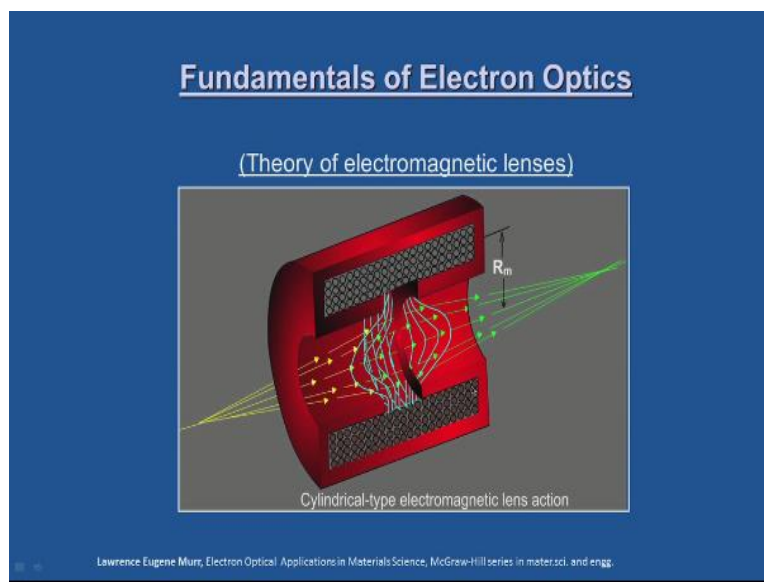 Fundamentals of Electron Optics
(Theory of electromagnetic lenses)
Rm
Cylindrical-type electromagnetic lens action
Lawrence Eugene Murr, Electron Optical Applications in Materials Science, McGraw-Hill series in mater.sci. and engg.